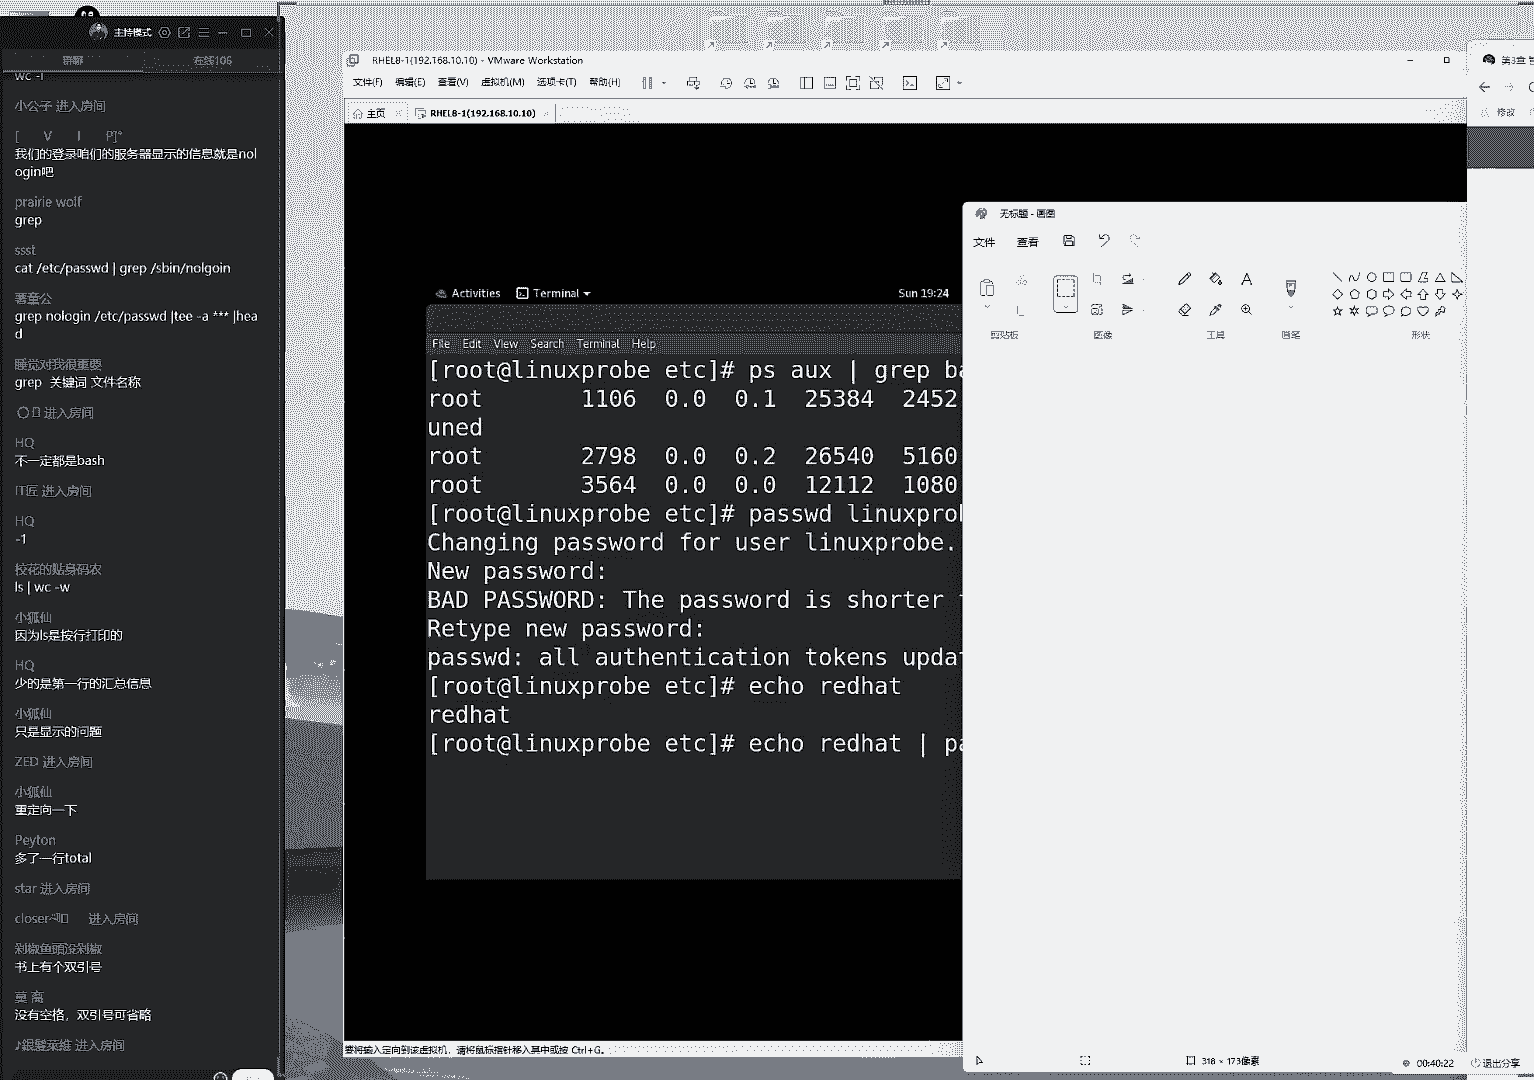 主持模式
群聊
在线106
wc -l
小公子 进入房间
[ V I P]°
我们的登录咱们的服务器显示的信息就是nol
ogin吧
prairie wolf
grep
ssst
cat /etc/passwd | grep /sbin/nolgoin
薯童公
grep nologin /etc/passwd |tee -a *** |hea
d
睡觉对我很重要
grep 关键词 文件名称
进入房间
HQ
不一定都是bash
IT匠 进入房间
HQ
-1
校花的贴身码农
ls | wc -w
小狐仙
因为ls是按行打印的
HQ
少的是第一行的汇总信息
小狐仙
只是显示的问题
ZED 进入房间
小狐仙
重定向一下
Peyton
多了一行total
star 进入房间
closer 进入房间
剁椒鱼頭没剁椒
书上有个双引号
莫 离
没有空格，双引号可省略
进入房间
RHEL8-1(192.168.10.10) - VMware Workstation
文件(F) 编辑(E) 查看(V) 虚拟机(M) 选项卡(T) 帮助(H)
主页 RHEL8-1(192.168.10.10)
Activities Terminal Sun 19:24
File Edit View Search Terminal Help
[root@linuxprobe etc]# ps aux | grep ba
root 1106 0.0 0.1 25384 2452
uned
root 2798 0.0 0.2 26540 5160
root 3564 0.0 0.0 12112 1080
[root@linuxprobe etc]# passwd linuxprob
Changing password for user linuxprobe.
New password:
BAD PASSWORD: The password is shorter
Retype new password:
passwd: all authentication tokens updat
[root@linuxprobe etc]# echo redhat
redhat
[root@linuxprobe etc]# echo redhat | pa
要将输入定向到该虚拟机，请将鼠标指针移入其中或按 Ctrl+G。
无标题 - 画图
文件 查看
剪贴板 图像 工具 画笔 形状
318 × 173像素
第3章
修改
00:40:22 退出分享